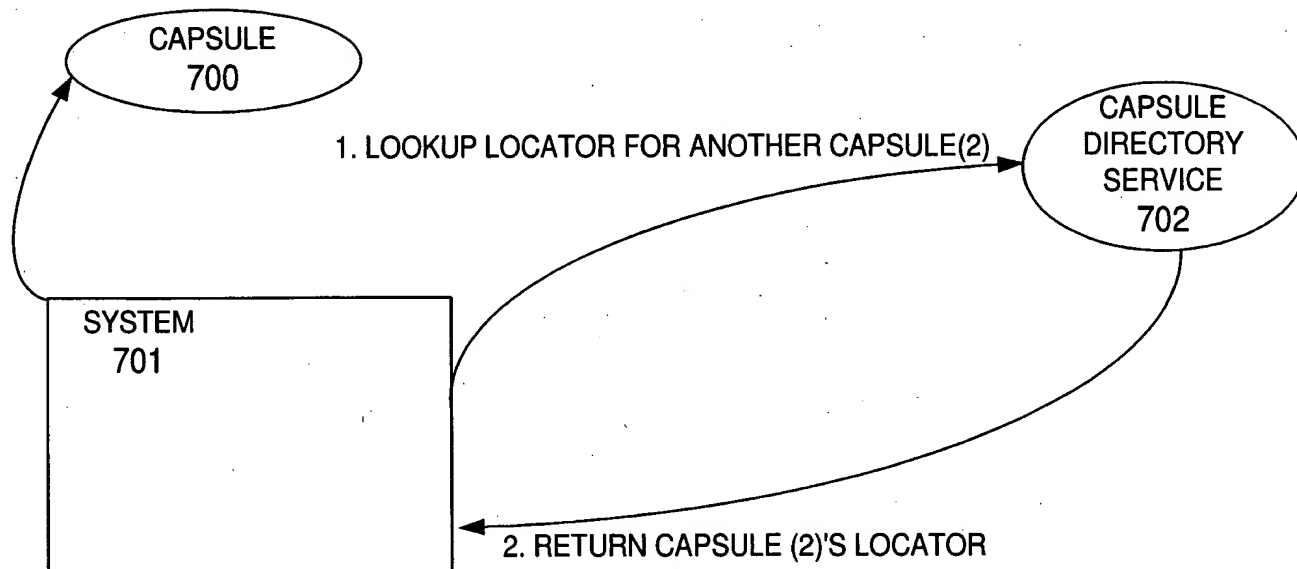 CAPSULE
700
1. LOOKUP LOCATOR FOR ANOTHER CAPSULE(2)
CAPSULE
DIRECTORY
SERVICE
702
SYSTEM
701
2. RETURN CAPSULE (2)'S LOCATOR